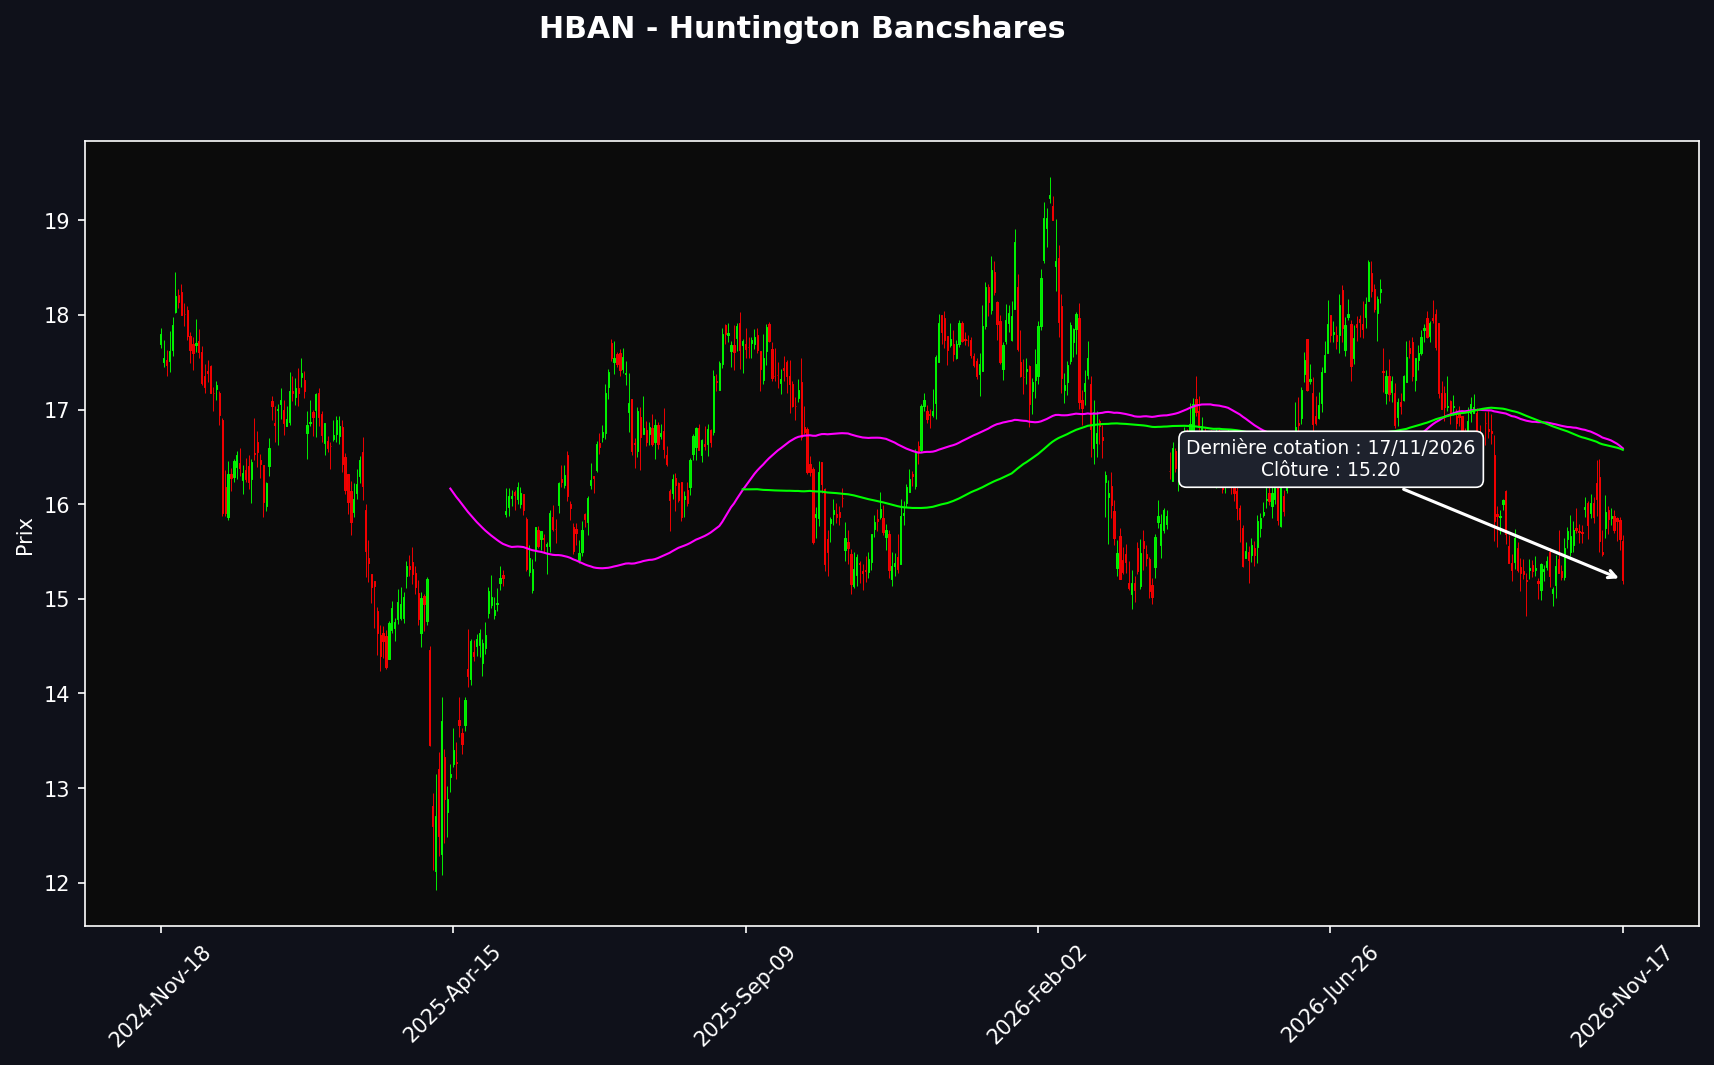 HBAN - Huntington Bancshares
Prix
19
18
17
16
15
14
13
12
Dernière cotation : 17/11/2026
Clôture : 15.20
2024-Nov-18
2025-Apr-15
2025-Sep-09
2026-Feb-02
2026-Jun-26
2026-Nov-17